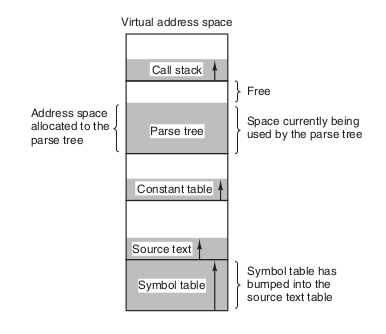 Virtual address space
Call stack
Free
Address space
allocated to the
parse tree
Parse tree
Space currently being
used by the parse tree
Constant table
Source text
Symbol table
Symbol table has
bumped into the
source text table